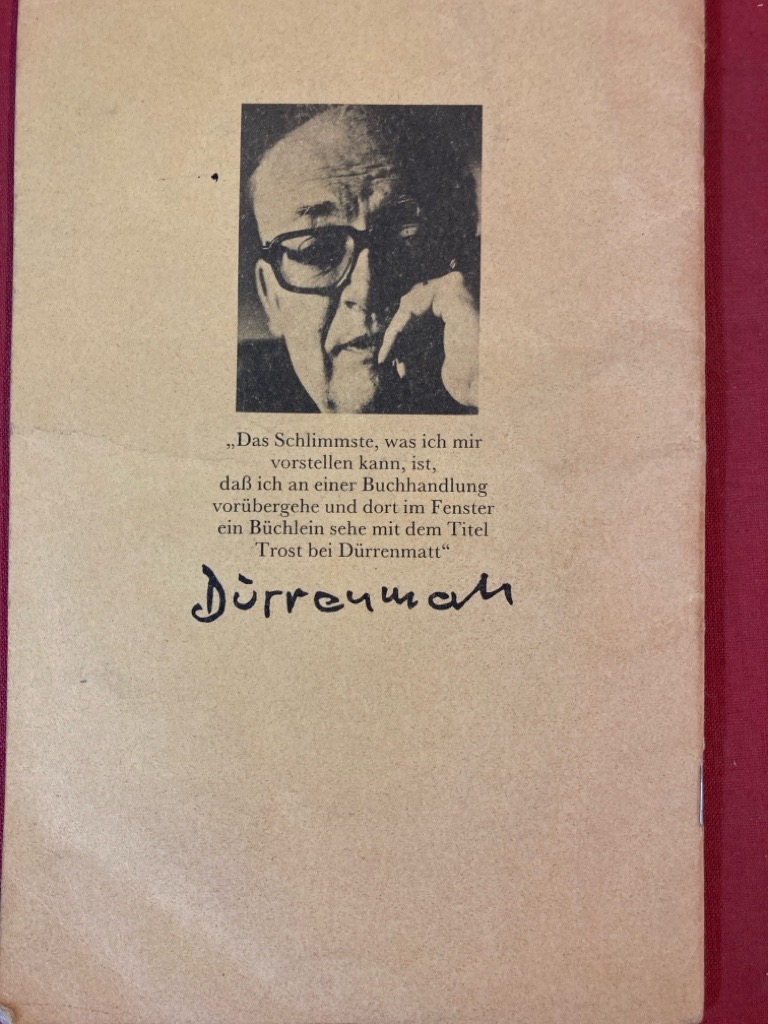 „Das Schlimmste, was ich mir
vorstellen kann, ist,
daß ich an einer Buchhandlung
vorübergehe und dort im Fenster
ein Büchlein sehe mit dem Titel
Trost bei Dürrenmatt“
Dürrenmatt